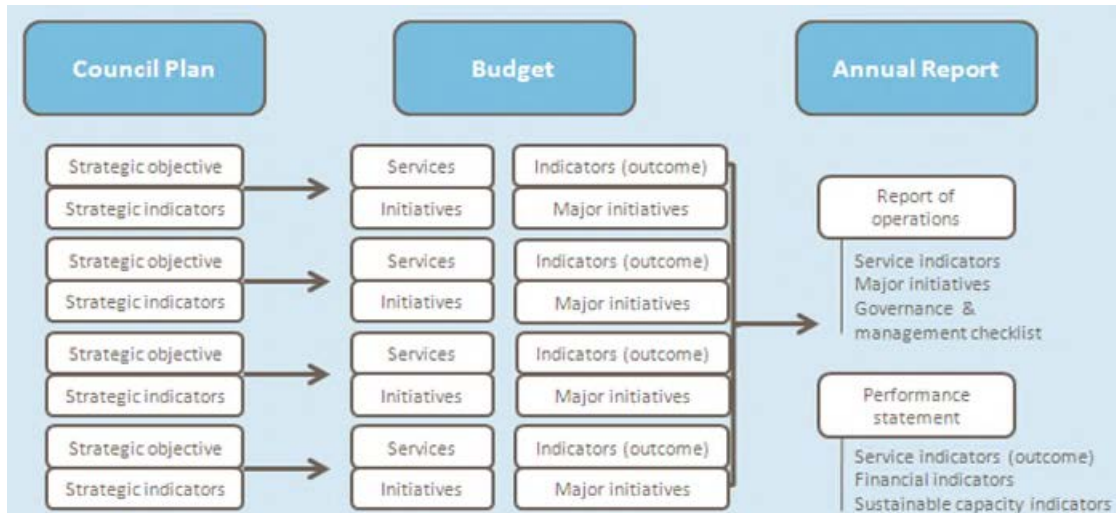 Council Plan
Budget
Annual Report
Strategic objective
Strategic indicators
Services
Initiatives
Indicators (outcome)
Major initiatives
Strategic objective
Strategic indicators
Services
Initiatives
Indicators (outcome)
Major initiatives
Strategic objective
Strategic indicators
Services
Initiatives
Indicators (outcome)
Major initiatives
Strategic objective
Strategic indicators
Services
Initiatives
Indicators (outcome)
Major initiatives
Report of
operations
Service indicators
Major initiatives
Governance &
management checklist
Performance
statement
Service indicators (outcome)
Financial indicators
Sustainable capacity indicators